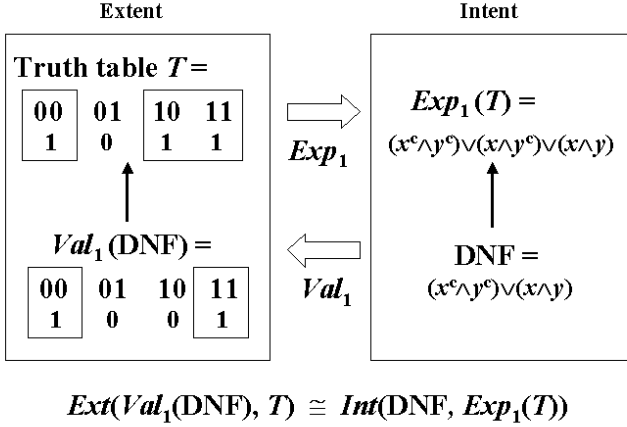 Extent
Intent
Truth table T =
00 01 10 11
1 0 1 1
Val₁(DNF) =
00 01 10 11
1 0 0 1
Exp₁
Val₁
Exp₁(T) =
(xᶜ∧yᶜ)∨(x∧yᶜ)∨(x∧y)
DNF =
(xᶜ∧yᶜ)∨(x∧y)
Ext(Val₁(DNF), T) ≅ Int(DNF, Exp₁(T))